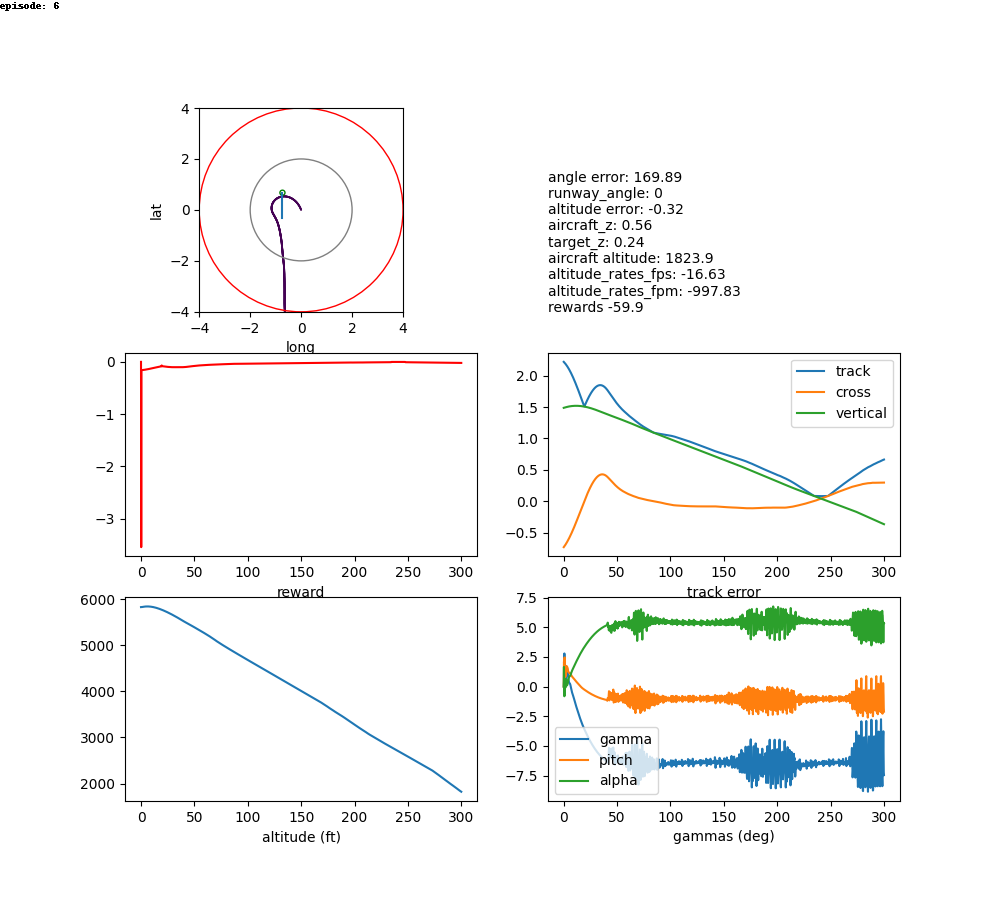 episode: 6
4
2
0
−2
−4
lat
−4 −2 0 2 4
long
angle error: 169.89
runway_angle: 0
altitude error: -0.32
aircraft_z: 0.56
target_z: 0.24
aircraft altitude: 1823.9
altitude_rates_fps: -16.63
altitude_rates_fpm: -997.83
rewards -59.9
0
−1
−2
−3
0 50 100 150 200 250 300
reward
2.0
1.5
1.0
0.5
0.0
−0.5
track
cross
vertical
0 50 100 150 200 250 300
track error
6000
5000
4000
3000
2000
0 50 100 150 200 250 300
altitude (ft)
7.5
5.0
2.5
0.0
−2.5
−5.0
−7.5
gamma
pitch
alpha
0 50 100 150 200 250 300
gammas (deg)